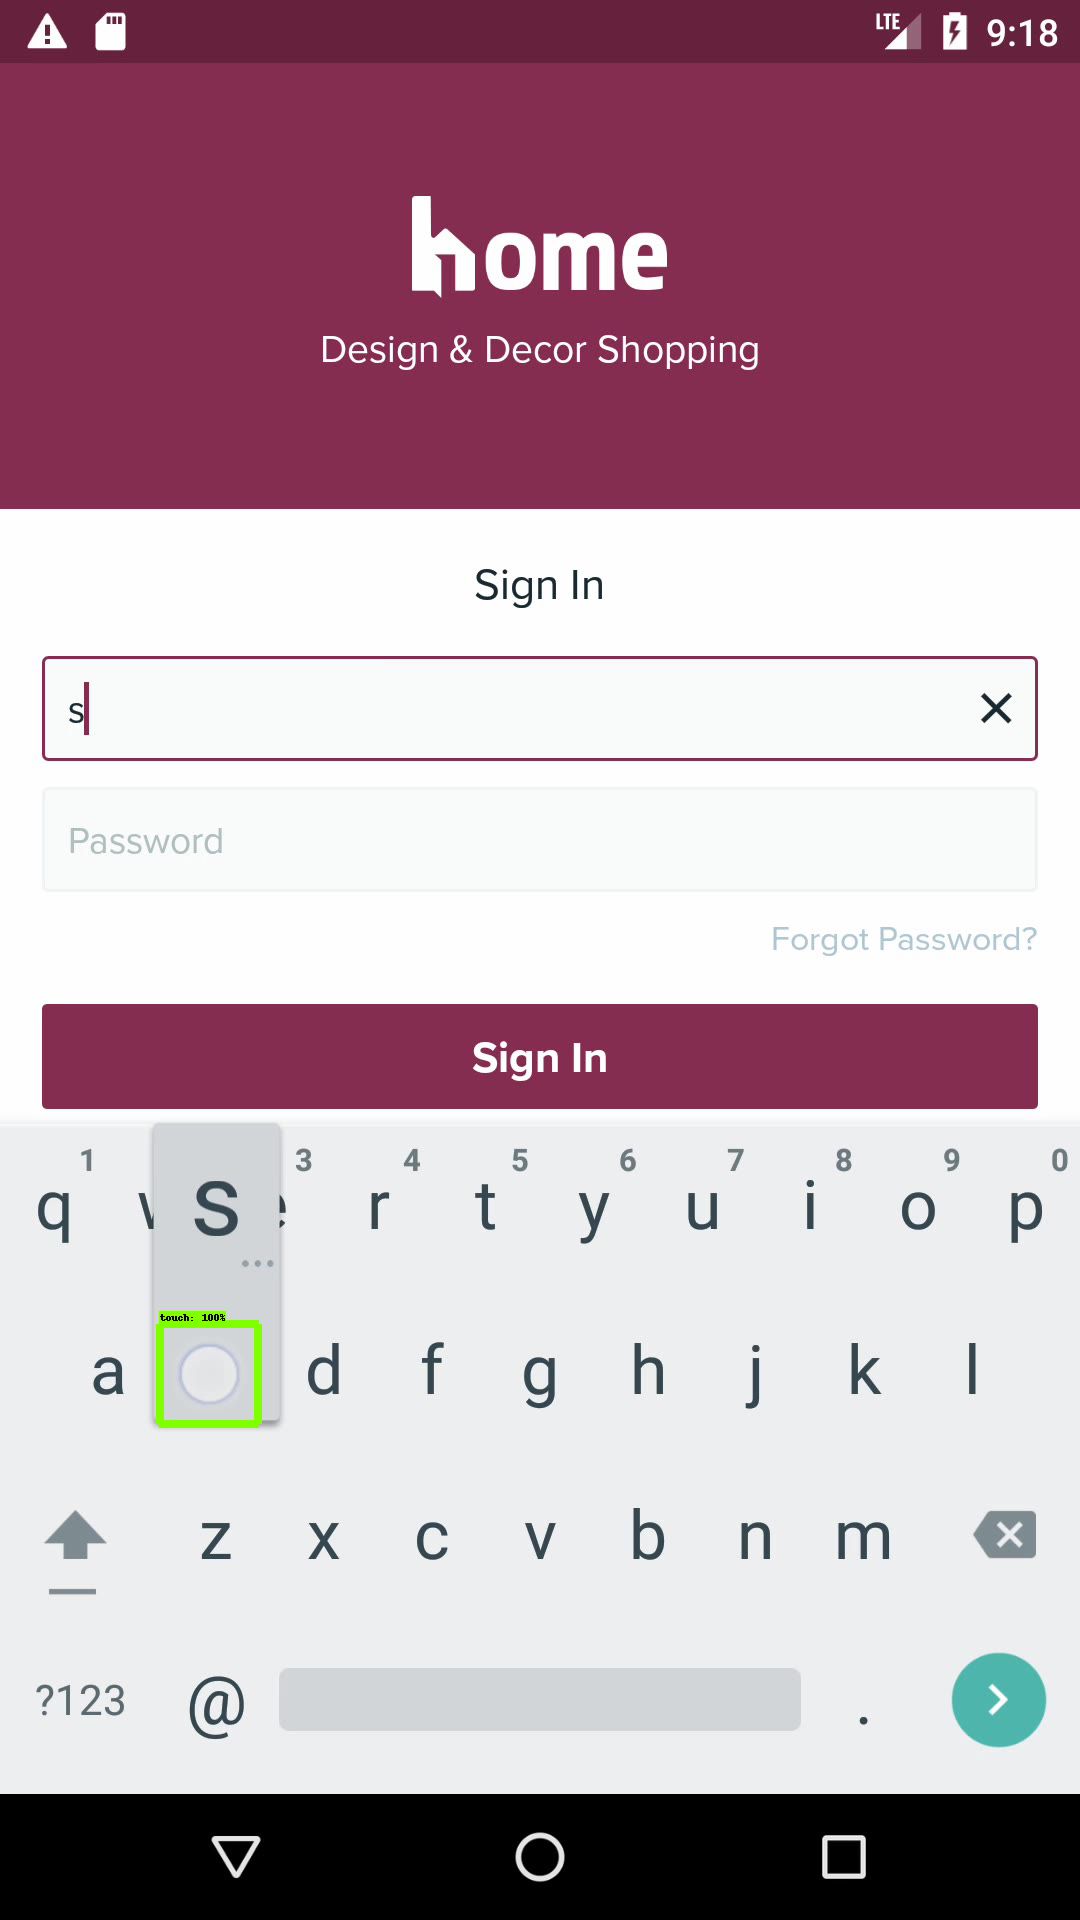 LTE 9:18
home
Design & Decor Shopping
Sign In
s
Password
Forgot Password?
Sign In
1 3 4 5 6 7 8 9 0
q w s e r t y u i o p
touch: 100%
a d f g h j k l
z x c v b n m
?123 @ .